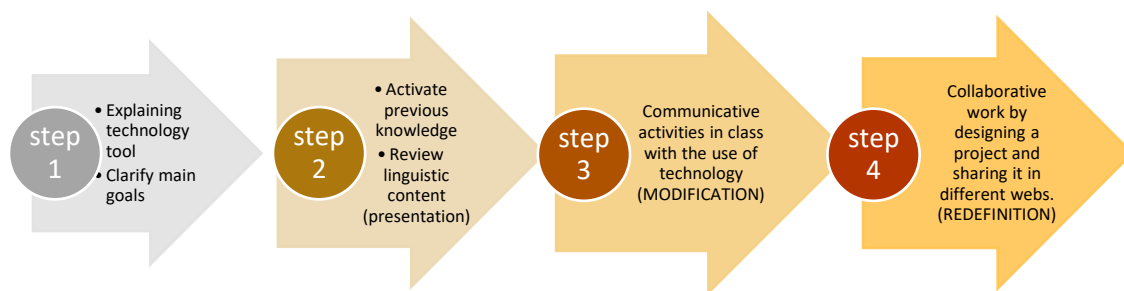 step
1
• Explaining
technology
tool
• Clarify main
goals
step
2
• Activate
previous
knowledge
• Review
linguistic
content
(presentation)
step
3
Communicative
activities in class
with the use of
technology
(MODIFICATION)
step
4
Collaborative
work by
designing a
project and
sharing it in
different webs.
(REDEFINITION)